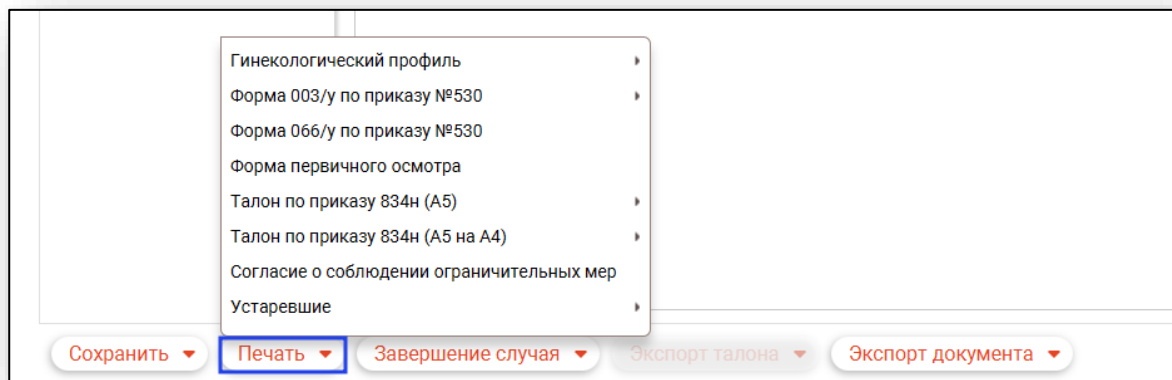 Гинекологический профиль
Форма 003/у по приказу №530
Форма 066/у по приказу №530
Форма первичного осмотра
Талон по приказу 834н (А5)
Талон по приказу 834н (А5 на А4)
Согласие о соблюдении ограничительных мер
Устаревшие
Сохранить Печать Завершение случая Экспорт талона Экспорт документа